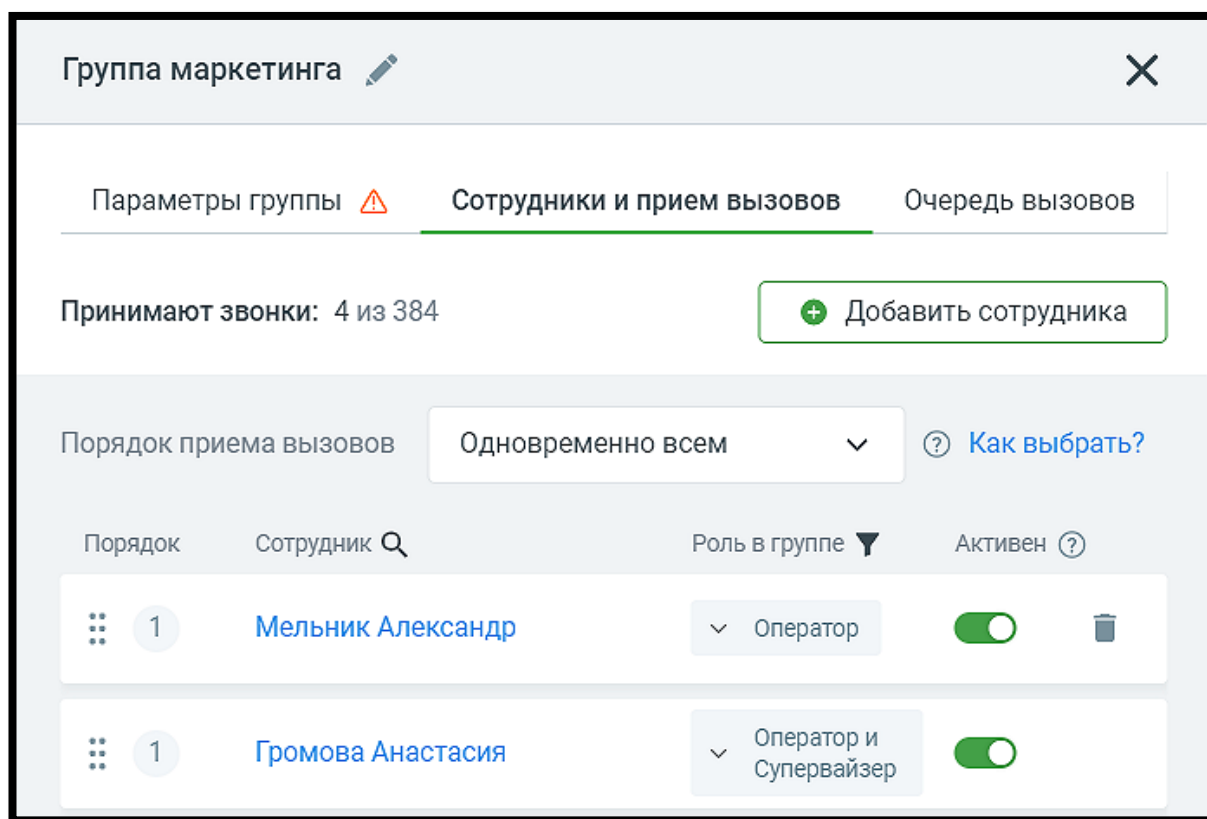 Группа маркетинга
Параметры группы Сотрудники и прием вызовов Очередь вызовов
Принимают звонки: 4 из 384 Добавить сотрудника
Порядок приема вызовов Одновременно всем ? Как выбрать?
Порядок Сотрудник Роль в группе Активен ?
1 Мельник Александр Оператор
1 Громова Анастасия Оператор и
Супервайзер